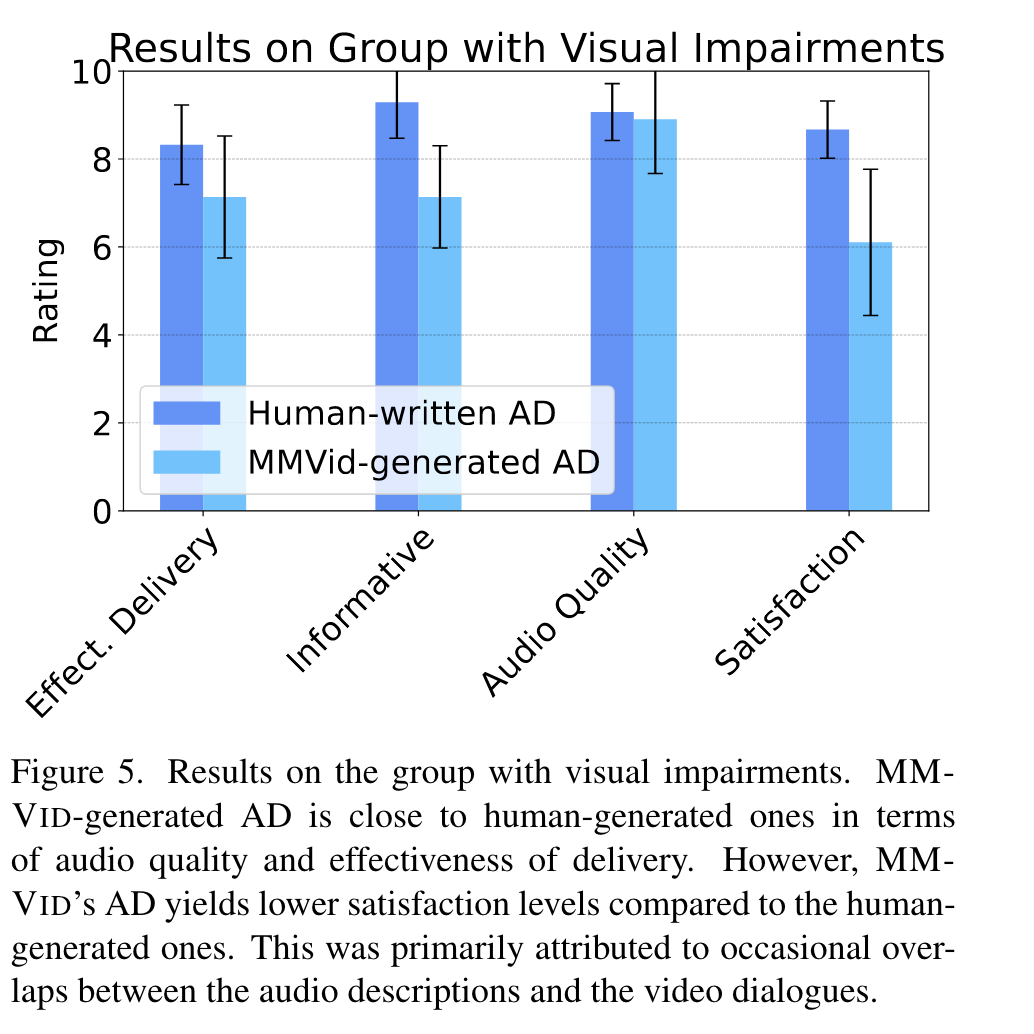 Results on Group with Visual Impairments
10
8
6
4
2
0
Rating
Human-written AD
MMVid-generated AD
Effect. Delivery
Informative
Audio Quality
Satisfaction
Figure 5. Results on the group with visual impairments. MM-
VID-generated AD is close to human-generated ones in terms
of audio quality and effectiveness of delivery. However, MM-
VID's AD yields lower satisfaction levels compared to the human-
generated ones. This was primarily attributed to occasional over-
laps between the audio descriptions and the video dialogues.